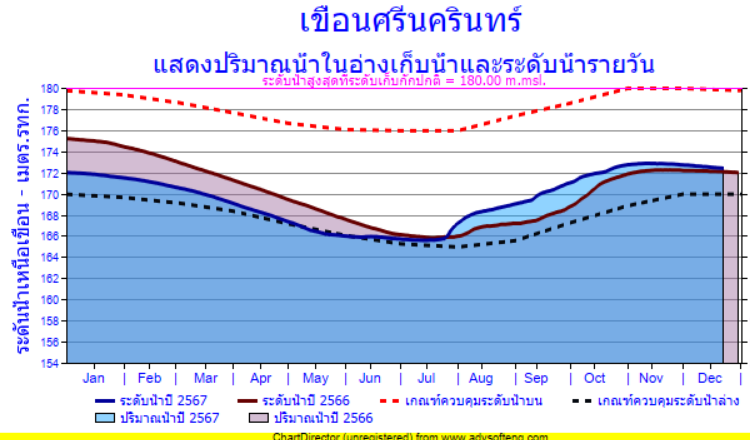 เขื่อนศรีนครินทร์
แสดงปริมาณน้ำในอ่างเก็บน้ำและระดับน้ำรายวัน
ระดับน้ำสูงสุดที่ระดับเก็บกักปกติ = 180.00 m.msl.
ระดับน้ำเหนือเขื่อน - เมตร.รทก.
180
178
176
174
172
170
168
166
164
162
160
158
156
154
Jan | Feb | Mar | Apr | May | Jun | Jul | Aug | Sep | Oct | Nov | Dec |
ระดับน้ำปี 2567 ระดับน้ำปี 2566 เกณฑ์ควบคุมระดับน้ำบน เกณฑ์ควบคุมระดับน้ำล่าง
ปริมาณน้ำปี 2567 ปริมาณน้ำปี 2566
ChartDirector (unregistered) from www.advsofteng.com